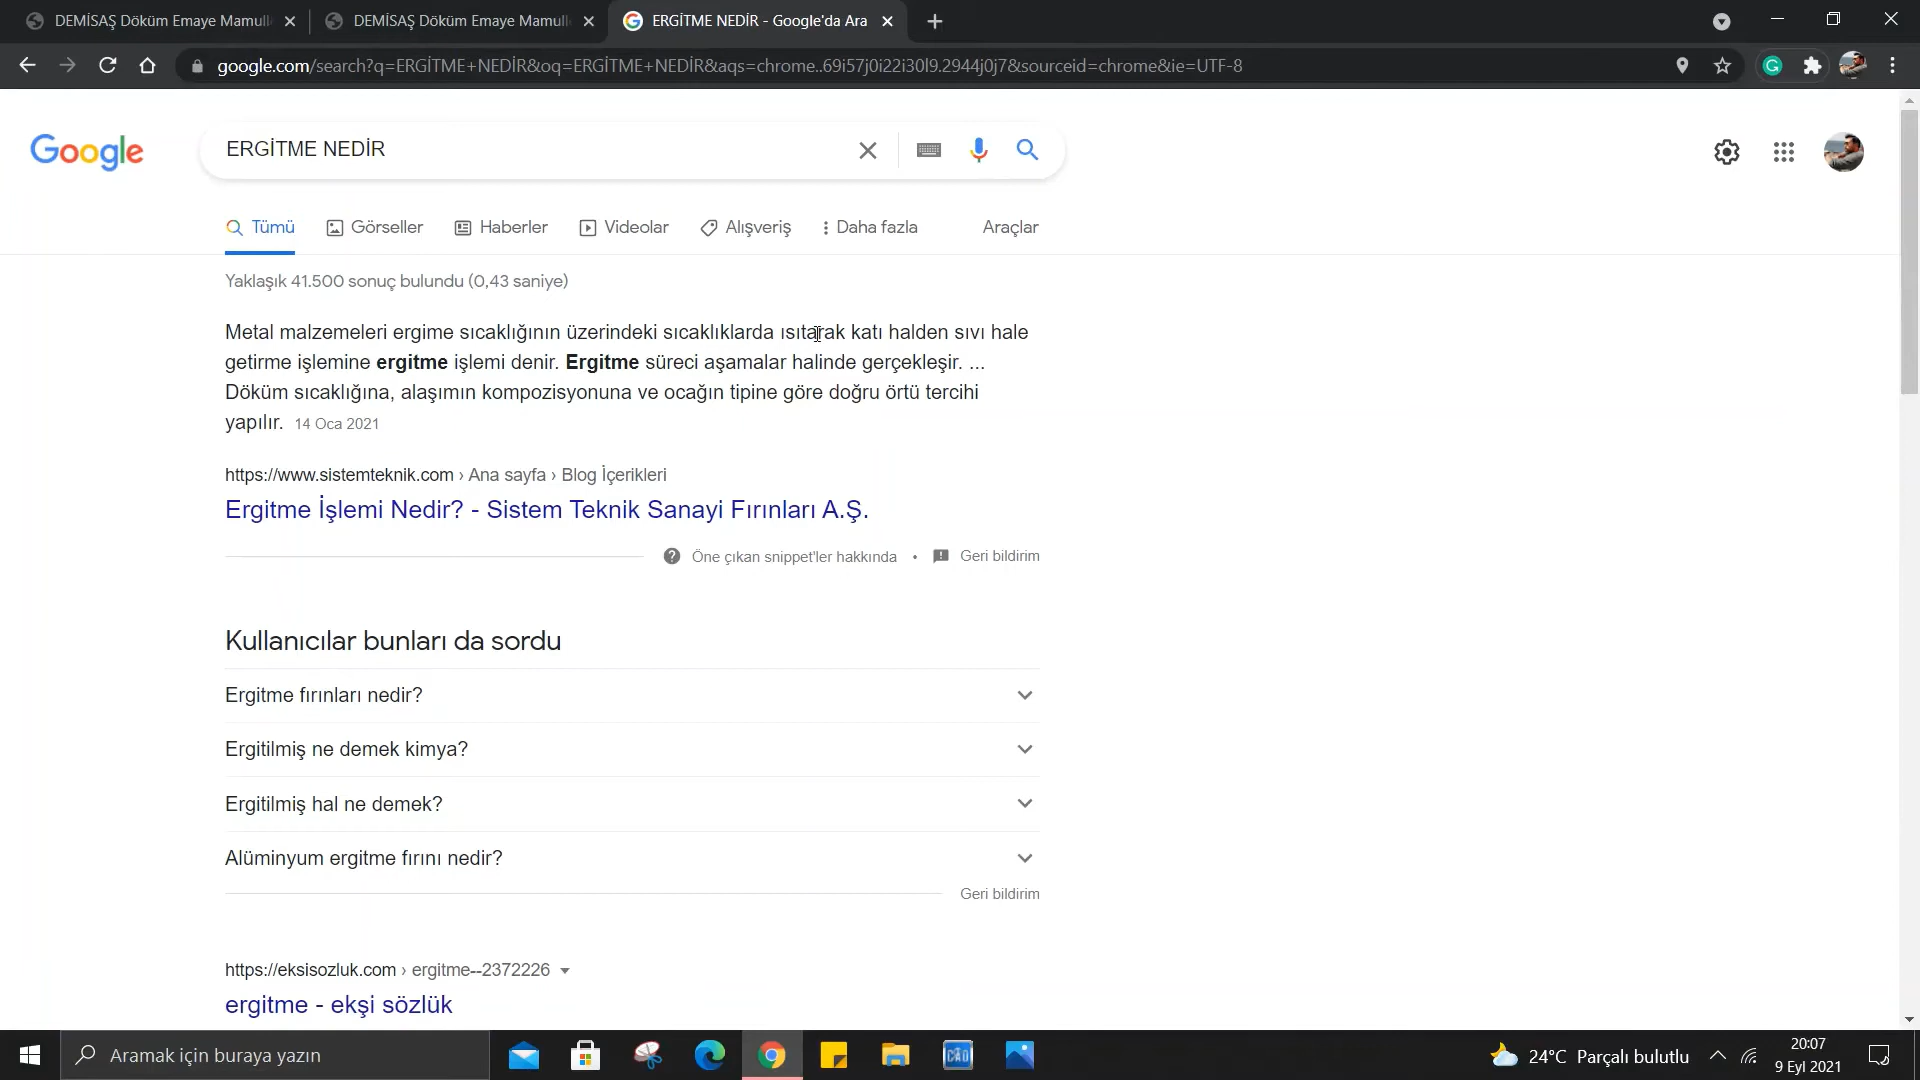 DEMİSAŞ Döküm Emaye Mamull
DEMİSAŞ Döküm Emaye Mamull
ERGİTME NEDİR - Google'da Ara
google.com/search?q=ERGİTME+NEDİR&oq=ERGİTME+NEDİR&aqs=chrome..69i57j0i22i30l9.2944j0j7&sourceid=chrome&ie=UTF-8
Google
ERGİTME NEDİR
Tümü
Görseller
Haberler
Videolar
Alışveriş
Daha fazla
Araçlar
Yaklaşık 41.500 sonuç bulundu (0,43 saniye)
Metal malzemeleri ergime sıcaklığının üzerindeki sıcaklıklarda ısıtarak katı halden sıvı hale
getirme işlemine ergitme işlemi denir. Ergitme süreci aşamalar halinde gerçekleşir. ...
Döküm sıcaklığına, alaşımın kompozisyonuna ve ocağın tipine göre doğru örtü tercihi
yapılır. 14 Oca 2021
https://www.sistemteknik.com › Ana sayfa › Blog İçerikleri
Ergitme İşlemi Nedir? - Sistem Teknik Sanayi Fırınları A.Ş.
Öne çıkan snippet'ler hakkında • Geri bildirim
Kullanıcılar bunları da sordu
Ergitme fırınları nedir?
Ergitilmiş ne demek kimya?
Ergitilmiş hal ne demek?
Alüminyum ergitme fırını nedir?
Geri bildirim
https://eksisozluk.com › ergitme--2372226
ergitme - ekşi sözlük
Aramak için buraya yazın
24°C Parçalı bulutlu
20:07
9 Eyl 2021